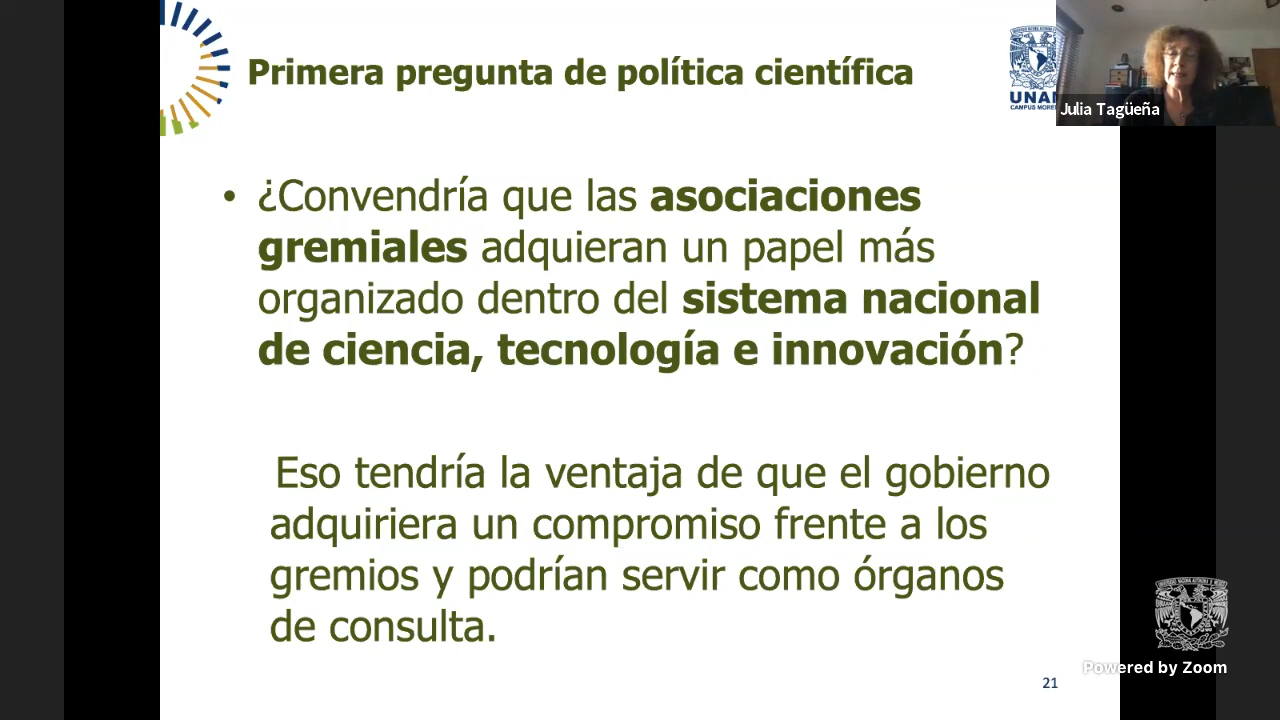 Primera pregunta de política científica
UNAM
CAMPUS MORE
Julia Tagüeña
• ¿Convendría que las asociaciones
gremiales adquieran un papel más
organizado dentro del sistema nacional
de ciencia, tecnología e innovación?
Eso tendría la ventaja de que el gobierno
adquiriera un compromiso frente a los
gremios y podrían servir como órganos
de consulta.
Powered by Zoom
21